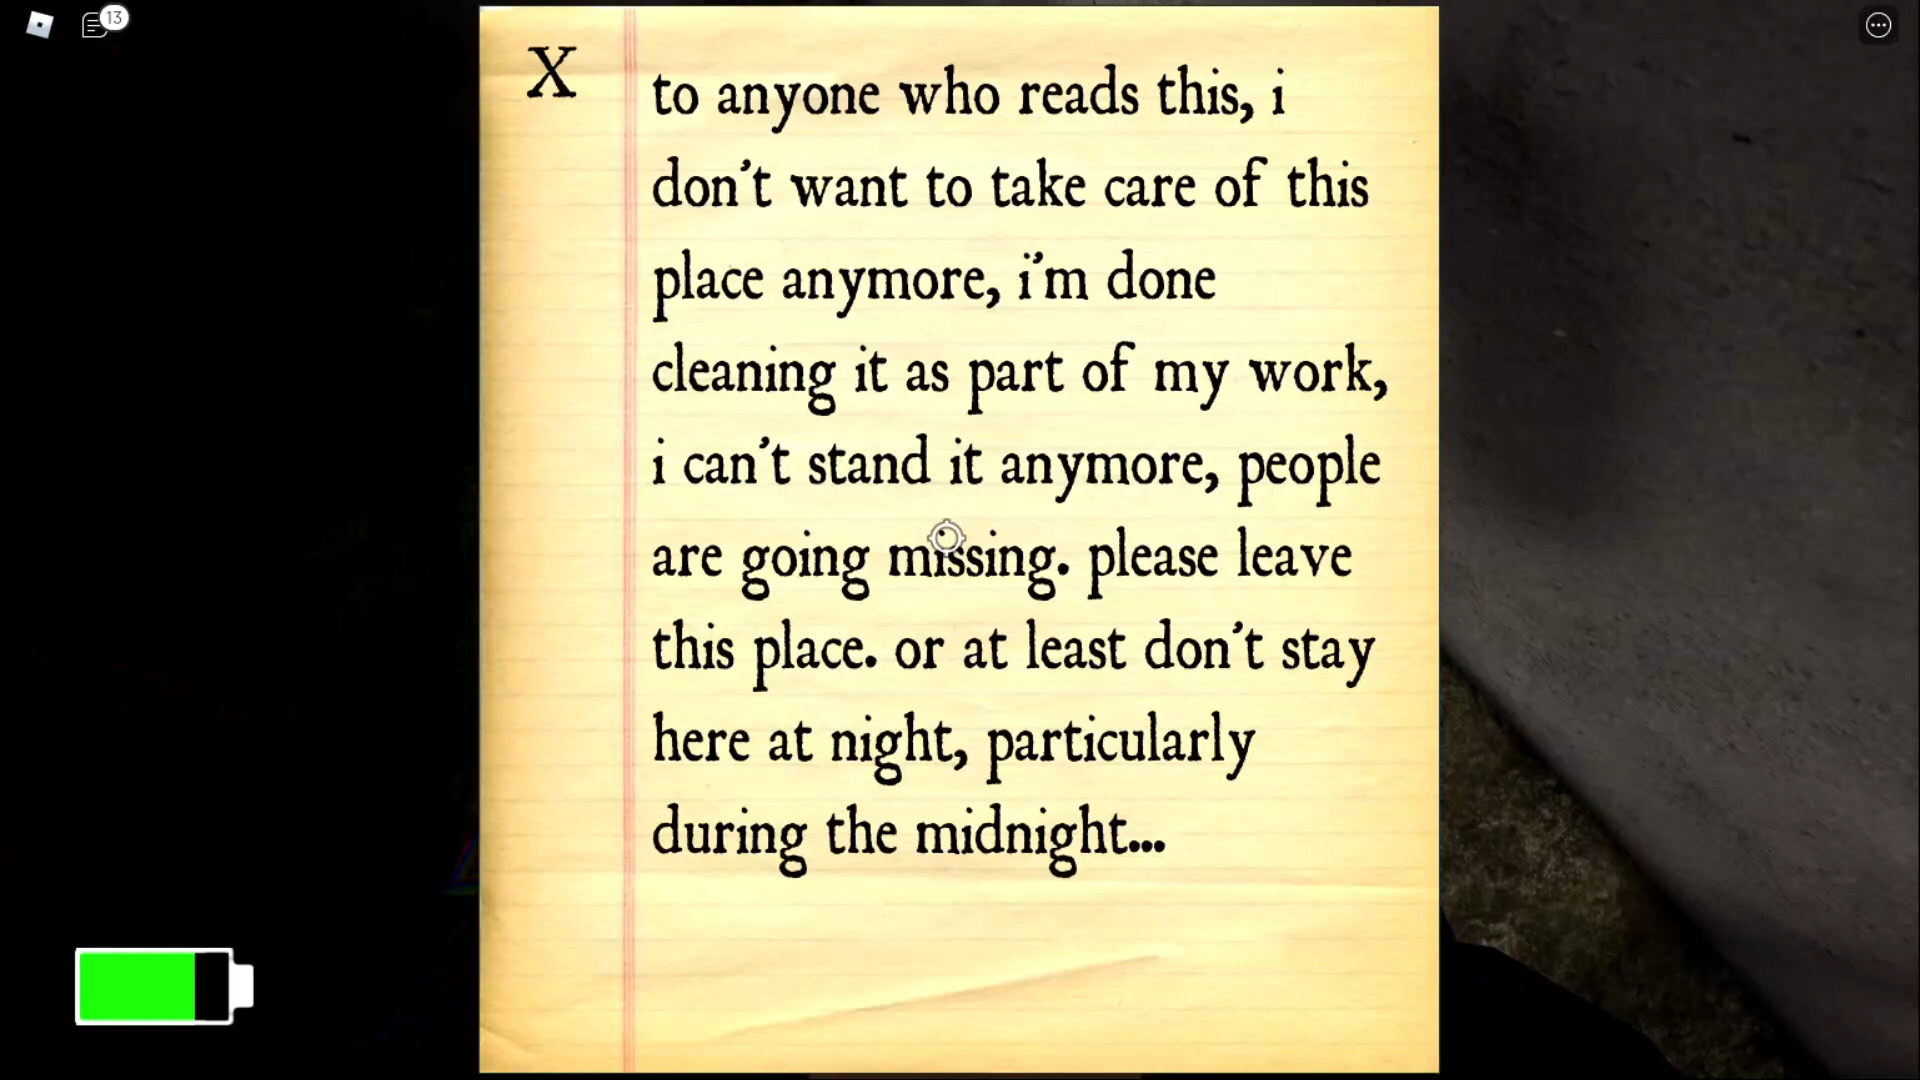 13
X
to anyone who reads this, i
don't want to take care of this
place anymore, i'm done
cleaning it as part of my work,
i can't stand it anymore, people
are going missing. please leave
this place. or at least don't stay
here at night, particularly
during the midnight...